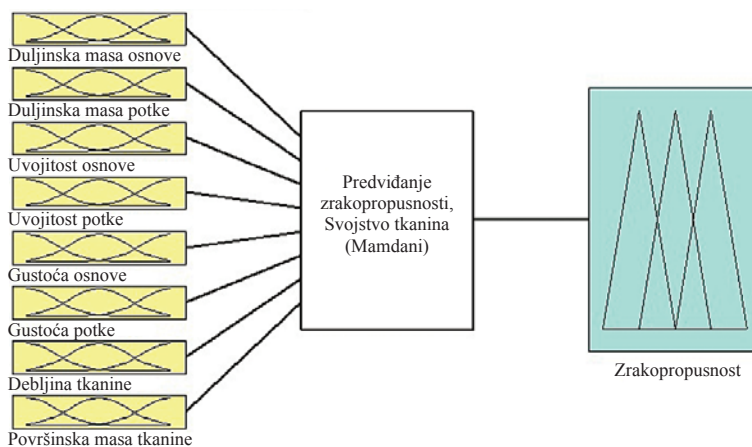 Duljinska masa osnove
Duljinska masa potke
Uvojitost osnove
Uvojitost potke
Gustoća osnove
Gustoća potke
Debljina tkanine
Površinska masa tkanine
Predviđanje
zrakopropusnosti,
Svojstvo tkanina
(Mamdani)
Zrakopropusnost